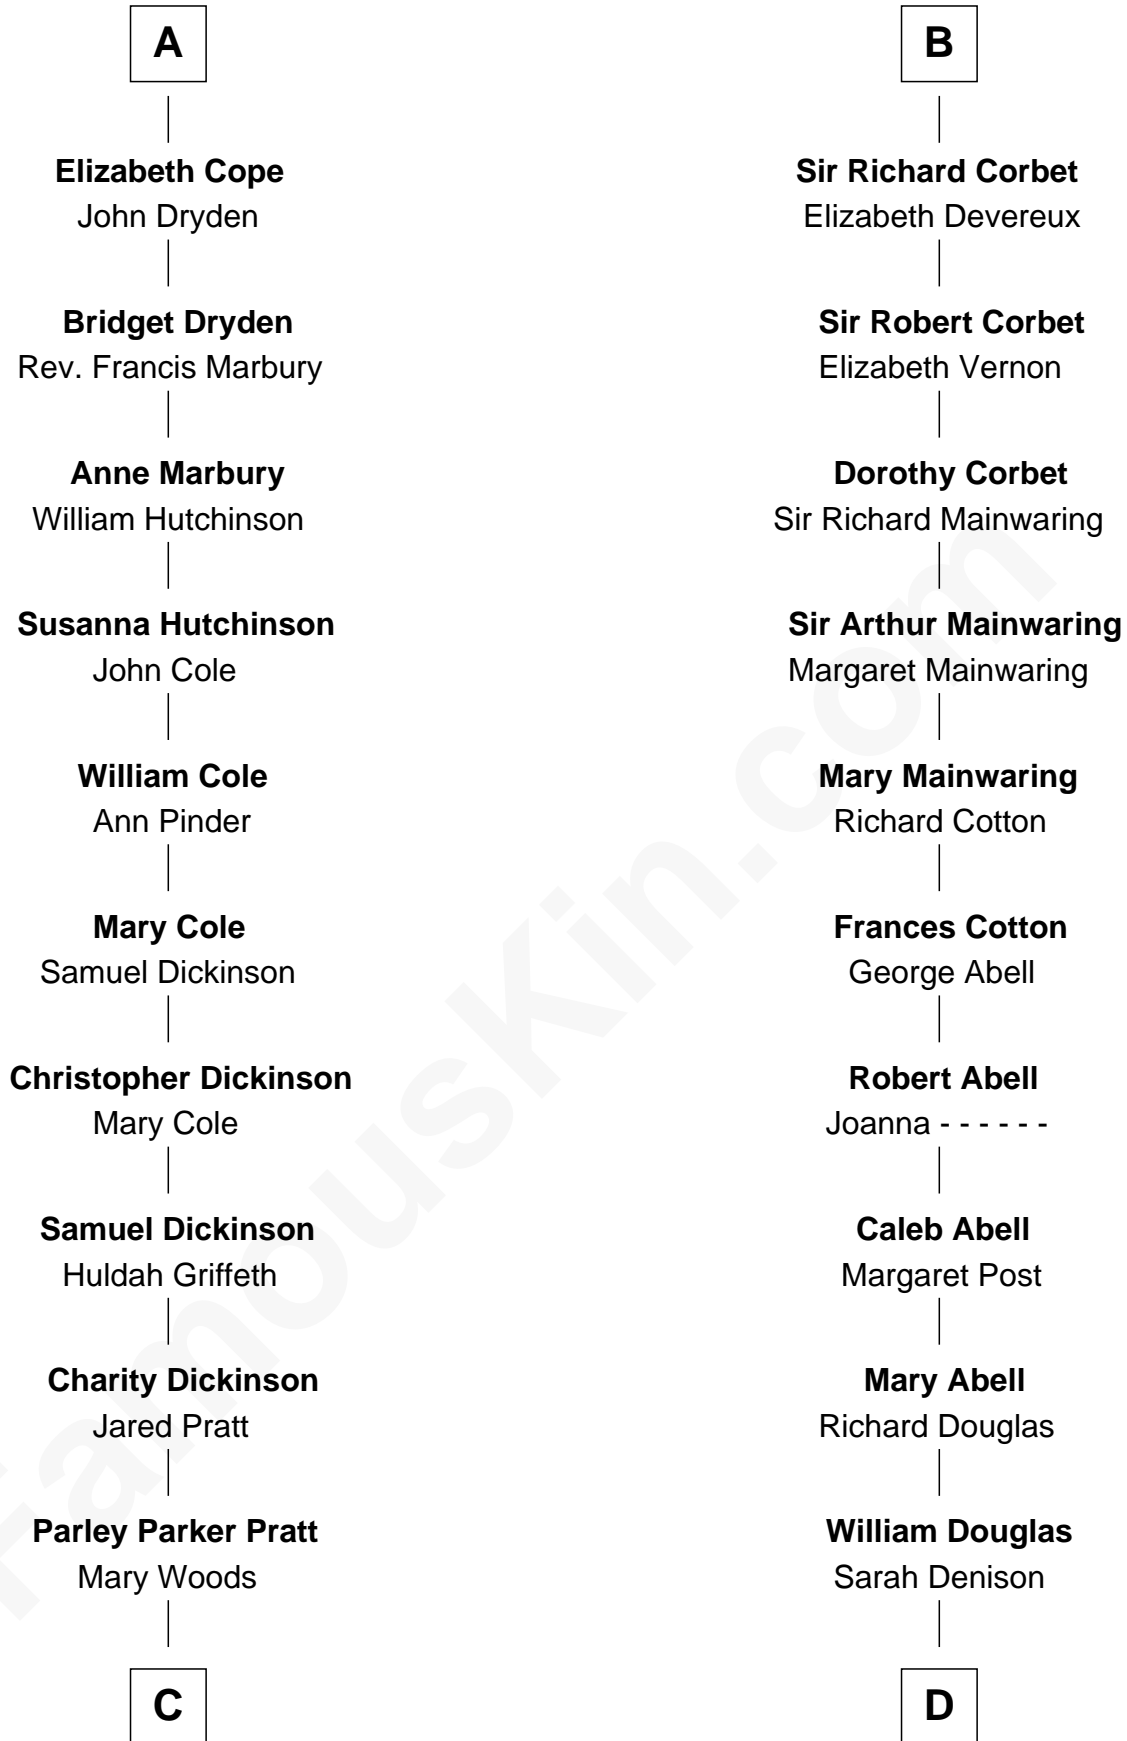 A
Elizabeth Cope
John Dryden
Bridget Dryden
Rev. Francis Marbury
Anne Marbury
William Hutchinson
Susanna Hutchinson
John Cole
William Cole
Ann Pinder
Mary Cole
Samuel Dickinson
Christopher Dickinson
Mary Cole
Samuel Dickinson
Huldah Griffeth
Charity Dickinson
Jared Pratt
Parley Parker Pratt
Mary Woods
C
B
Sir Richard Corbet
Elizabeth Devereux
Sir Robert Corbet
Elizabeth Vernon
Dorothy Corbet
Sir Richard Mainwaring
Sir Arthur Mainwaring
Margaret Mainwaring
Mary Mainwaring
Richard Cotton
Frances Cotton
George Abell
Robert Abell
Joanna - - - - - -
Caleb Abell
Margaret Post
Mary Abell
Richard Douglas
William Douglas
Sarah Denison
D
FamousKin.com